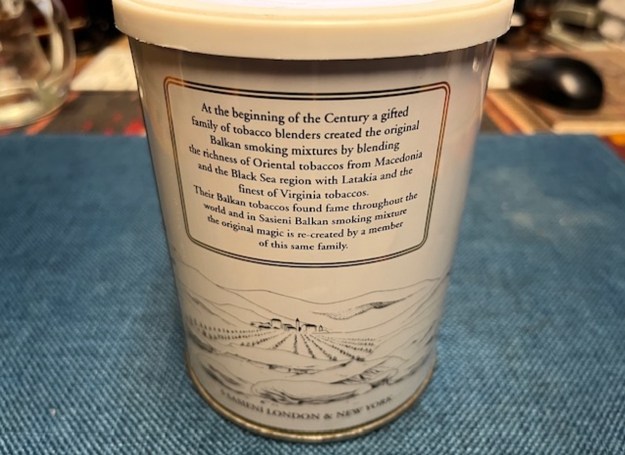 At the beginning of the Century a gifted
family of tobacco blenders created the original
Balkan smoking mixtures by blending
the richness of Oriental tobaccos from Macedonia
and the Black Sea region with Latakia and the
finest of Virginia tobaccos.
Their Balkan tobaccos found fame throughout the
world and in Sasieni Balkan smoking mixture
the original magic is re-created by a member
of this same family.
SASIENI LONDON & NEW YORK